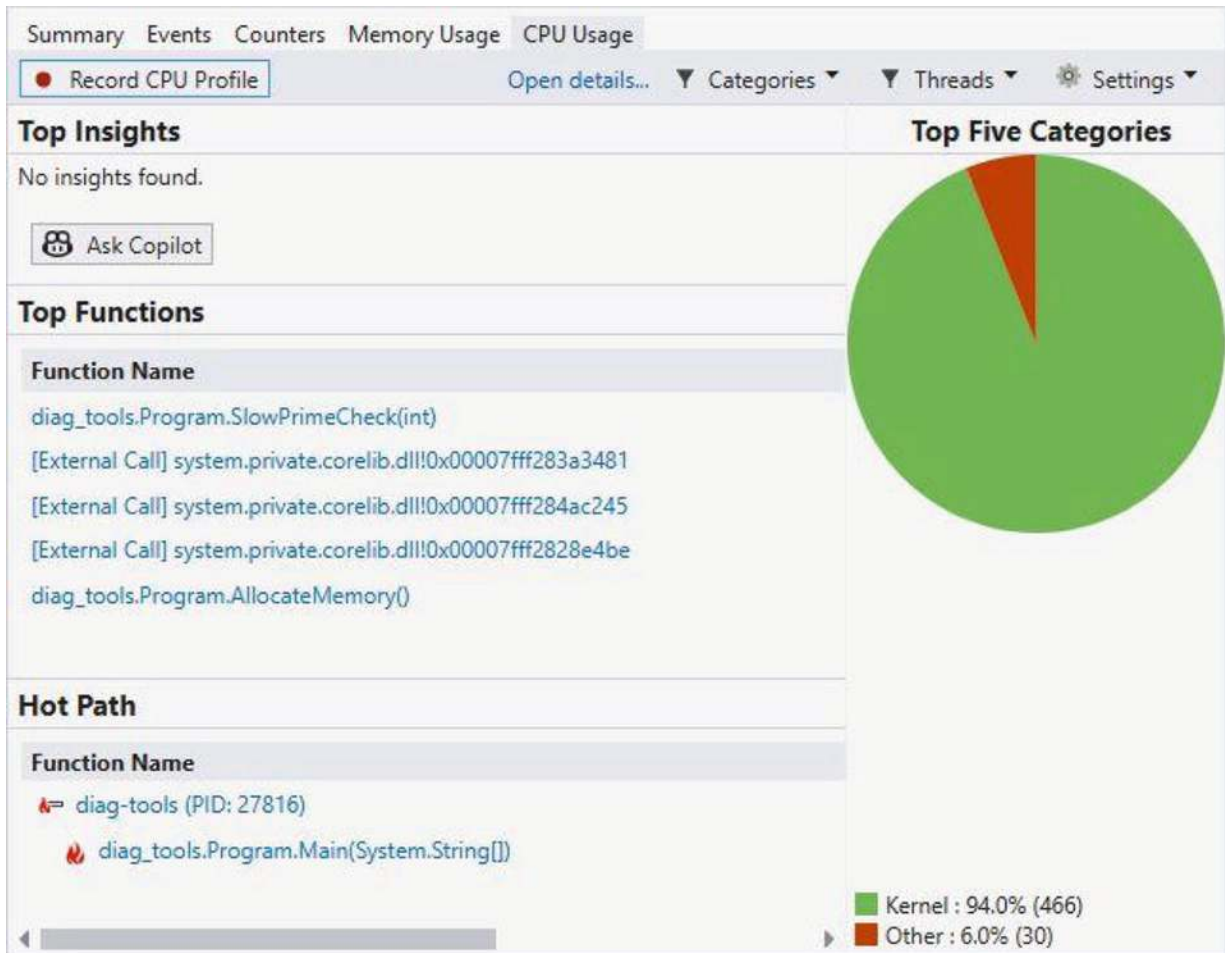 Summary Events Counters Memory Usage CPU Usage
Record CPU Profile Open details... Categories Threads Settings
Top Insights
No insights found.
Ask Copilot
Top Functions
Function Name
diag_tools.Program.SlowPrimeCheck(int)
[External Call] system.private.corelib.dll!0x00007fff283a3481
[External Call] system.private.corelib.dll!0x00007fff284ac245
[External Call] system.private.corelib.dll!0x00007fff2828e4be
diag_tools.Program.AllocateMemory()
Hot Path
Function Name
diag-tools (PID: 27816)
diag_tools.Program.Main(System.String[])
Top Five Categories
Kernel : 94.0% (466)
Other : 6.0% (30)